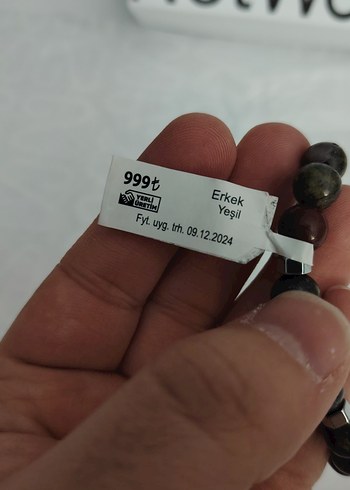 999₺
YERLİ
ÜRETİM
Erkek
Yeşil
Fyt. uyg. trh. 09.12.2024